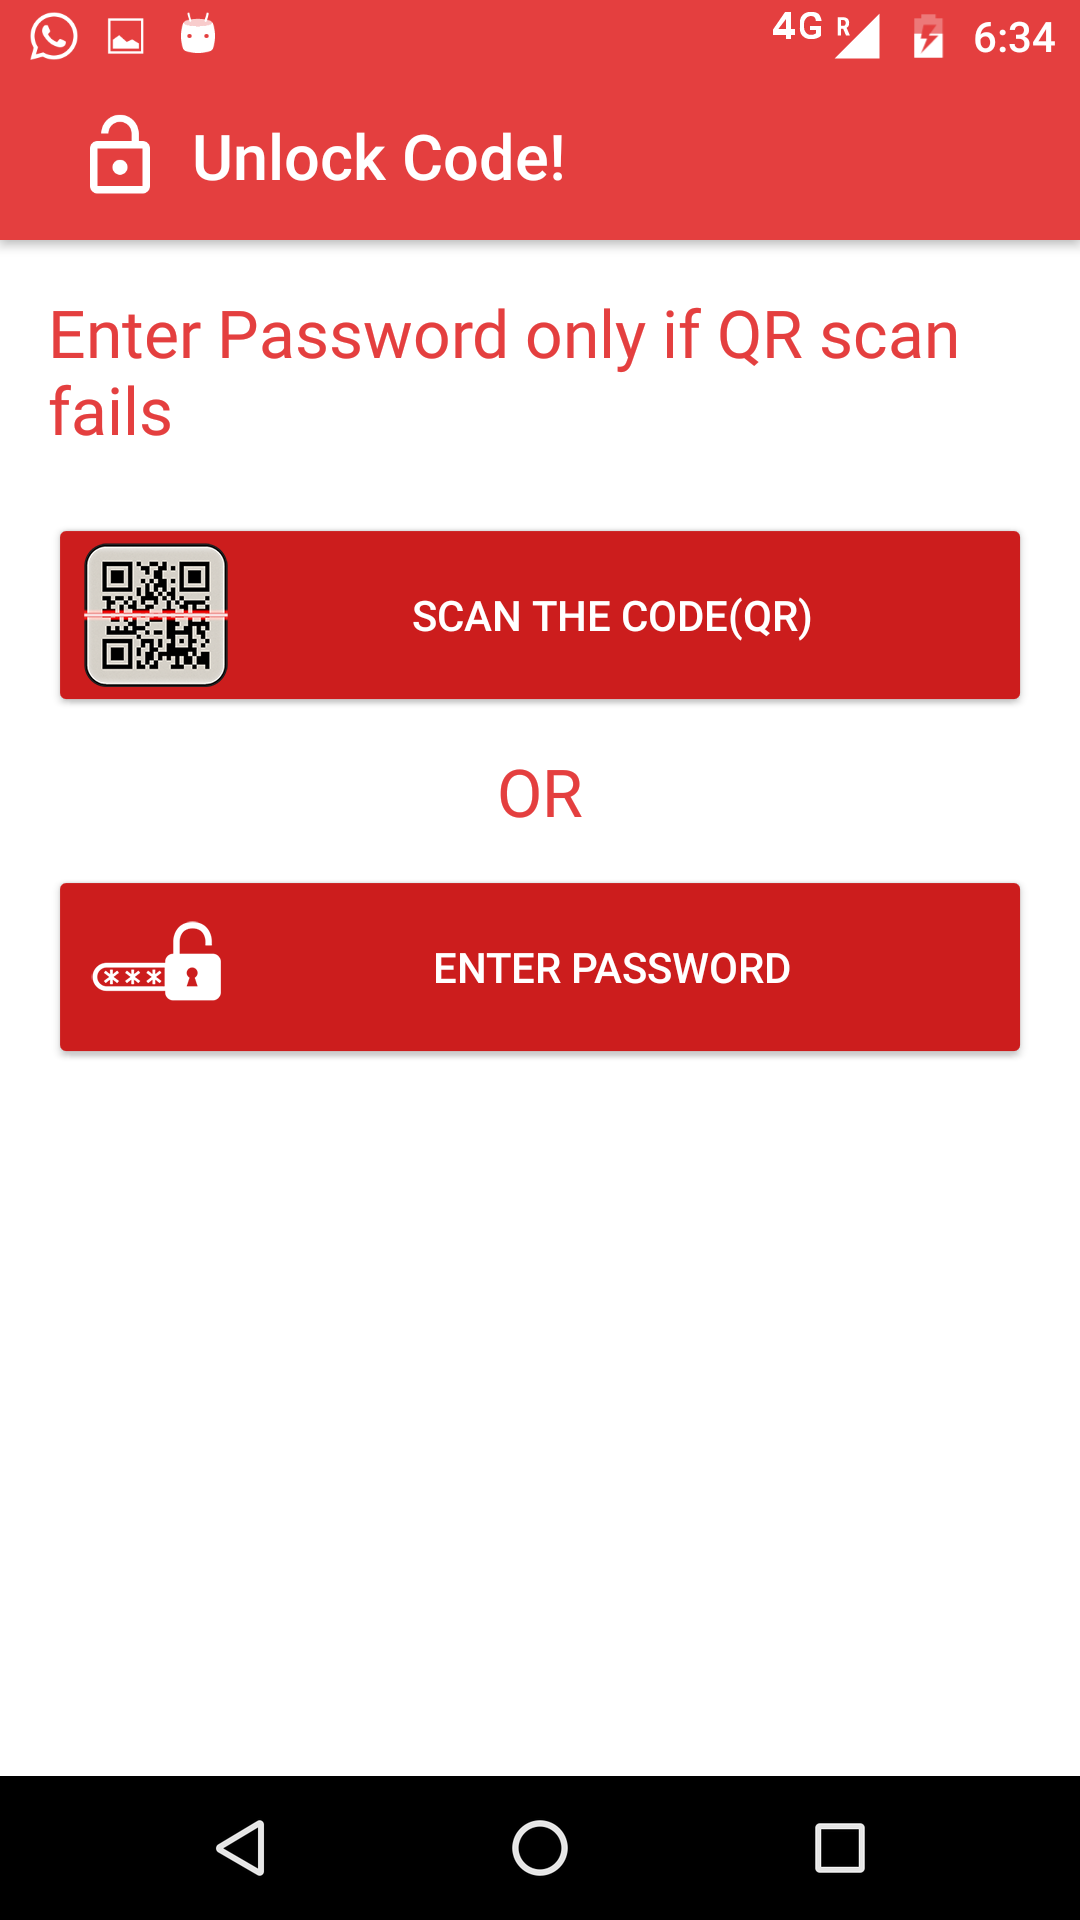 4G R 6:34
Unlock Code!
Enter Password only if QR scan
fails
SCAN THE CODE(QR)
OR
***
ENTER PASSWORD